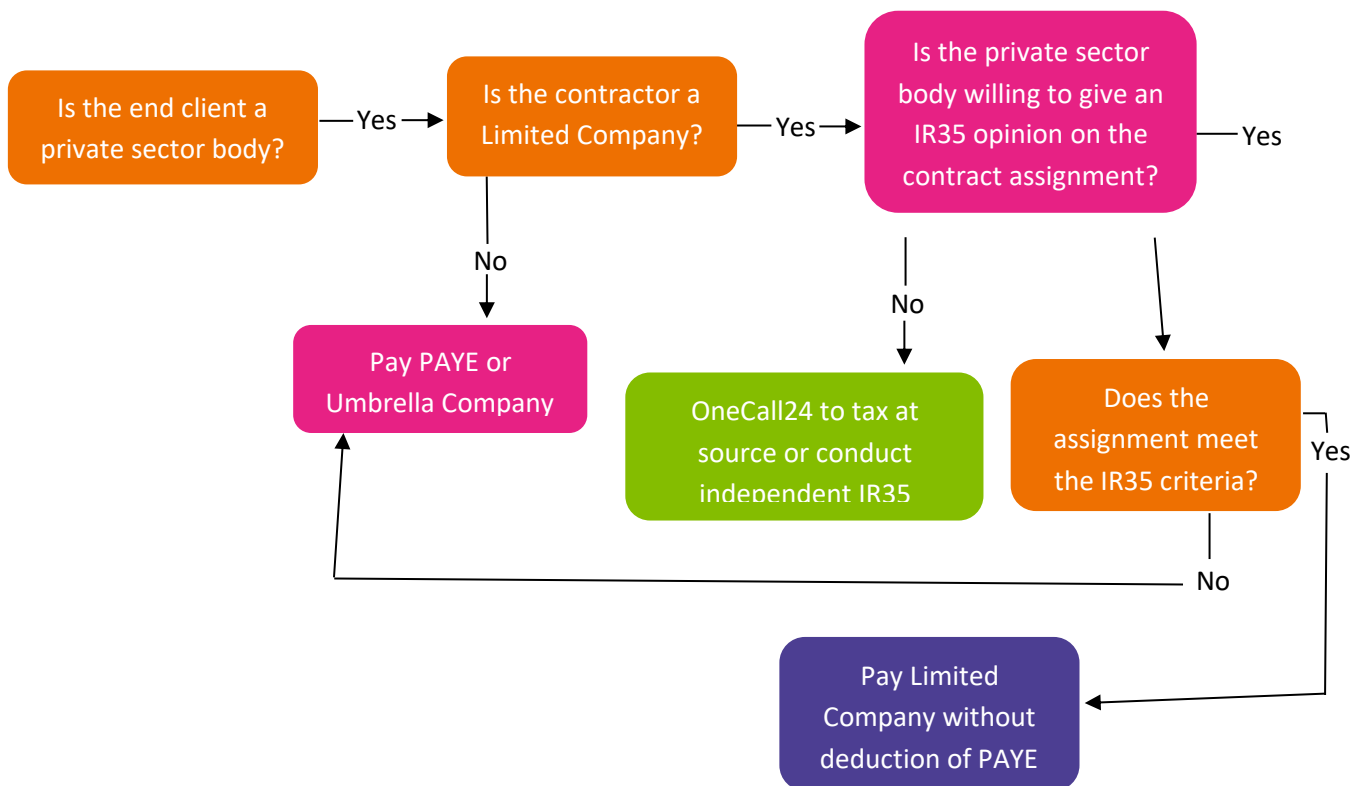 Is the end client a
private sector body?
Yes
Is the contractor a
Limited Company?
Yes
Is the private sector
body willing to give an
IR35 opinion on the
contract assignment?
Yes
No
No
Pay PAYE or
Umbrella Company
OneCall24 to tax at
source or conduct
independent IR35
Does the
assignment meet
the IR35 criteria?
Yes
No
Pay Limited
Company without
deduction of PAYE